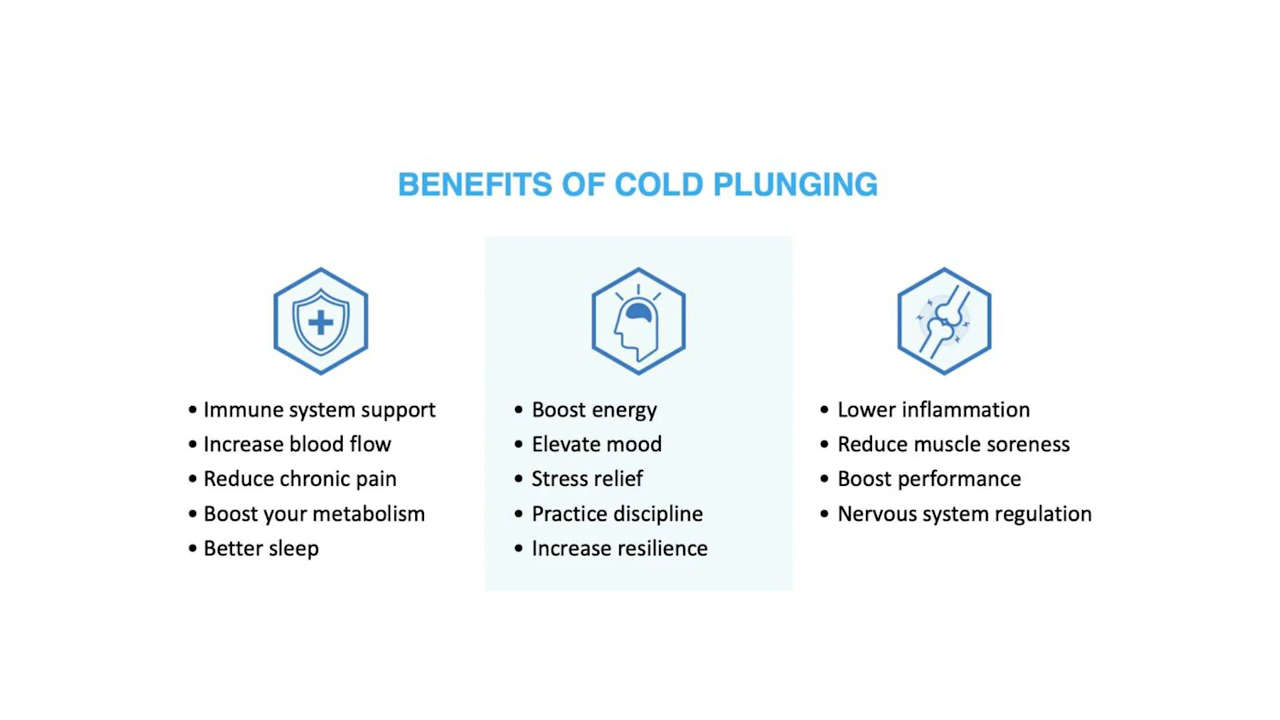 BENEFITS OF COLD PLUNGING
• Immune system support
• Increase blood flow
• Reduce chronic pain
• Boost your metabolism
• Better sleep
• Boost energy
• Elevate mood
• Stress relief
• Practice discipline
• Increase resilience
• Lower inflammation
• Reduce muscle soreness
• Boost performance
• Nervous system regulation